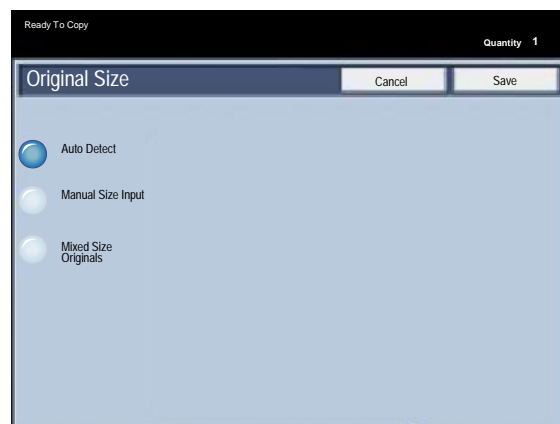 Ready To Copy
Quantity 1
Original Size
Cancel
Save
Auto Detect
Manual Size Input
Mixed Size
Originals